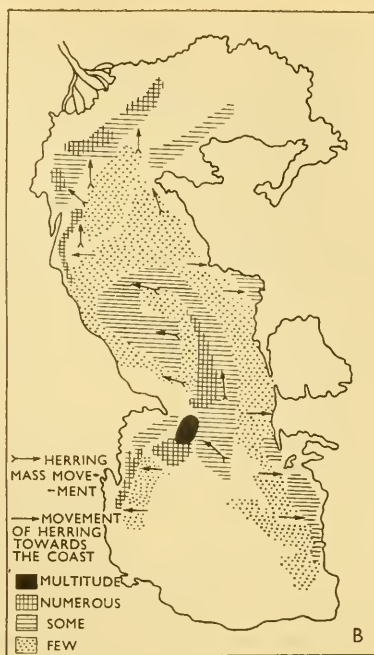 HERRING
MASS MOVE-
-MENT
MOVEMENT
OF HERRING
TOWARDS
THE COAST
MULTITUDE
NUMEROUS
SOME
FEW
B